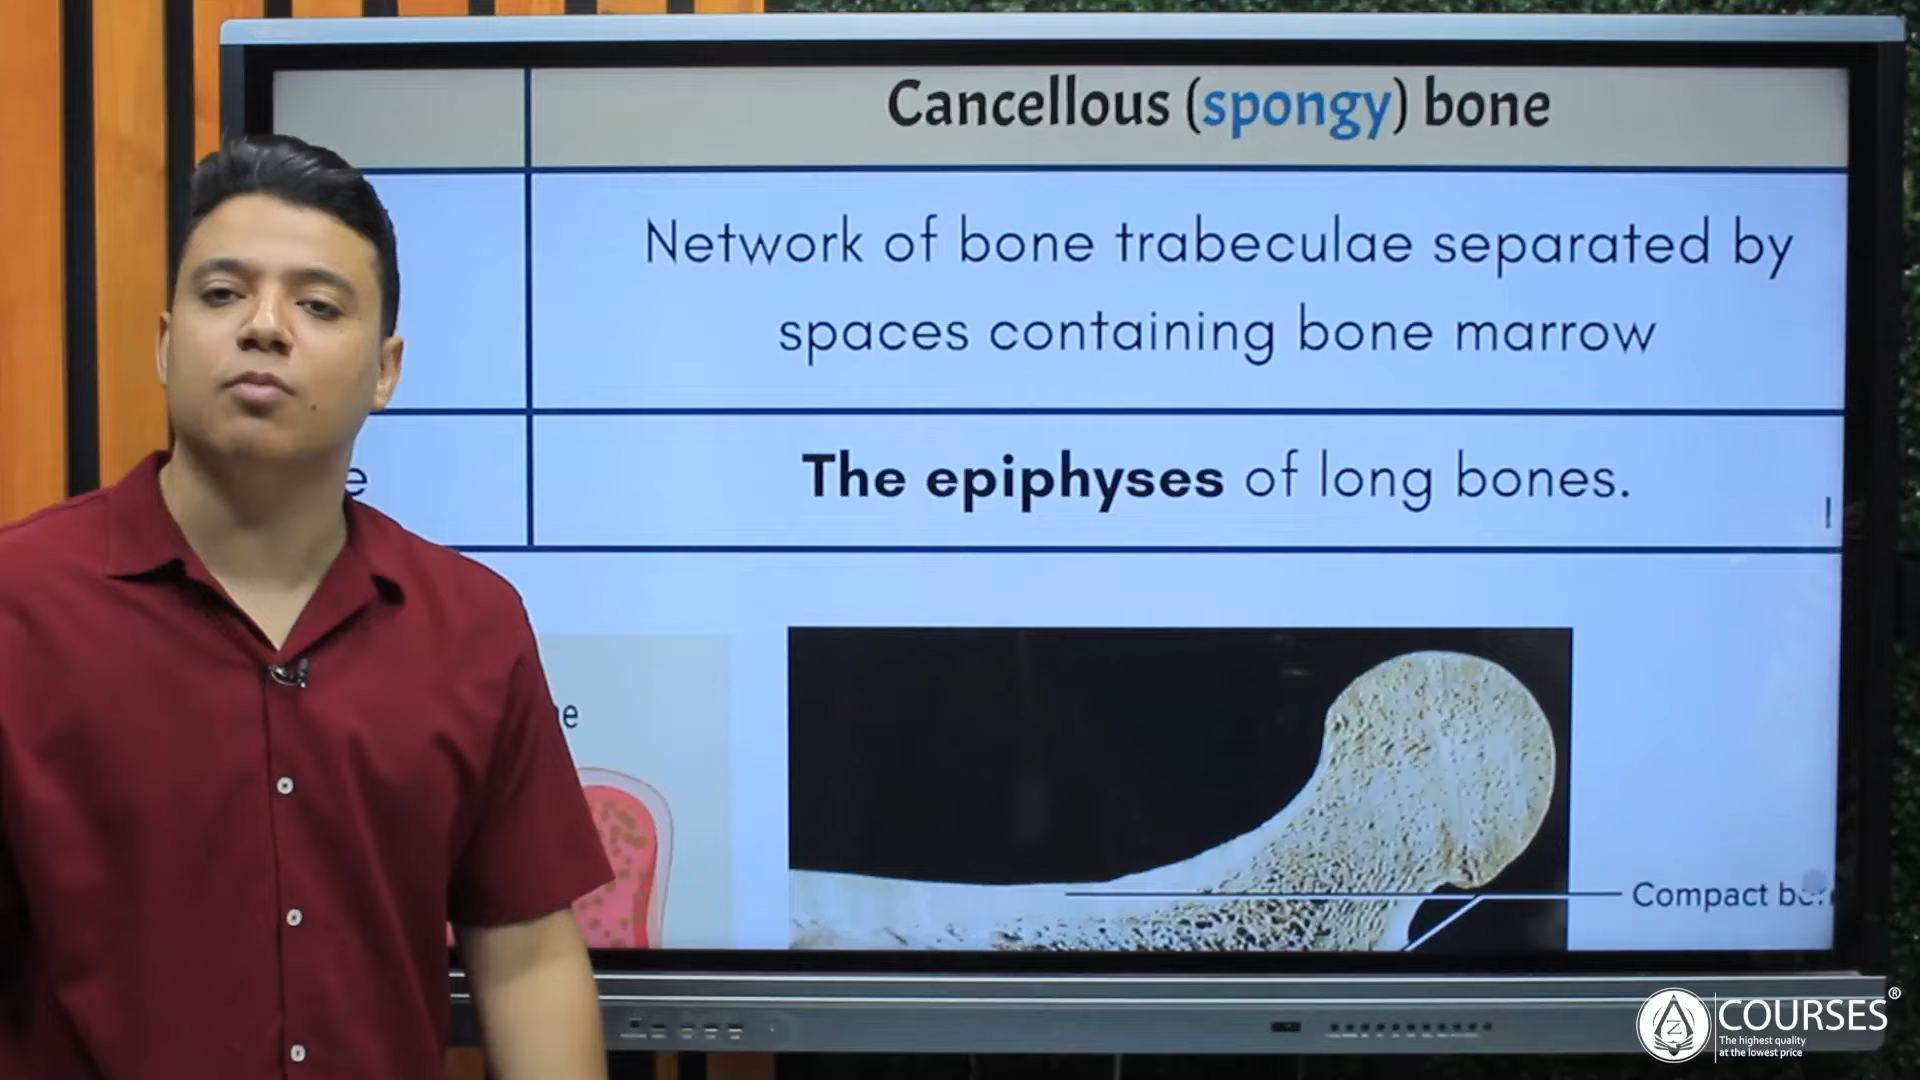 Cancellous (spongy) bone
Network of bone trabeculae separated by
spaces containing bone marrow
The epiphyses of long bones.
Compact
COURSES®
The highest quality
at the lowest price